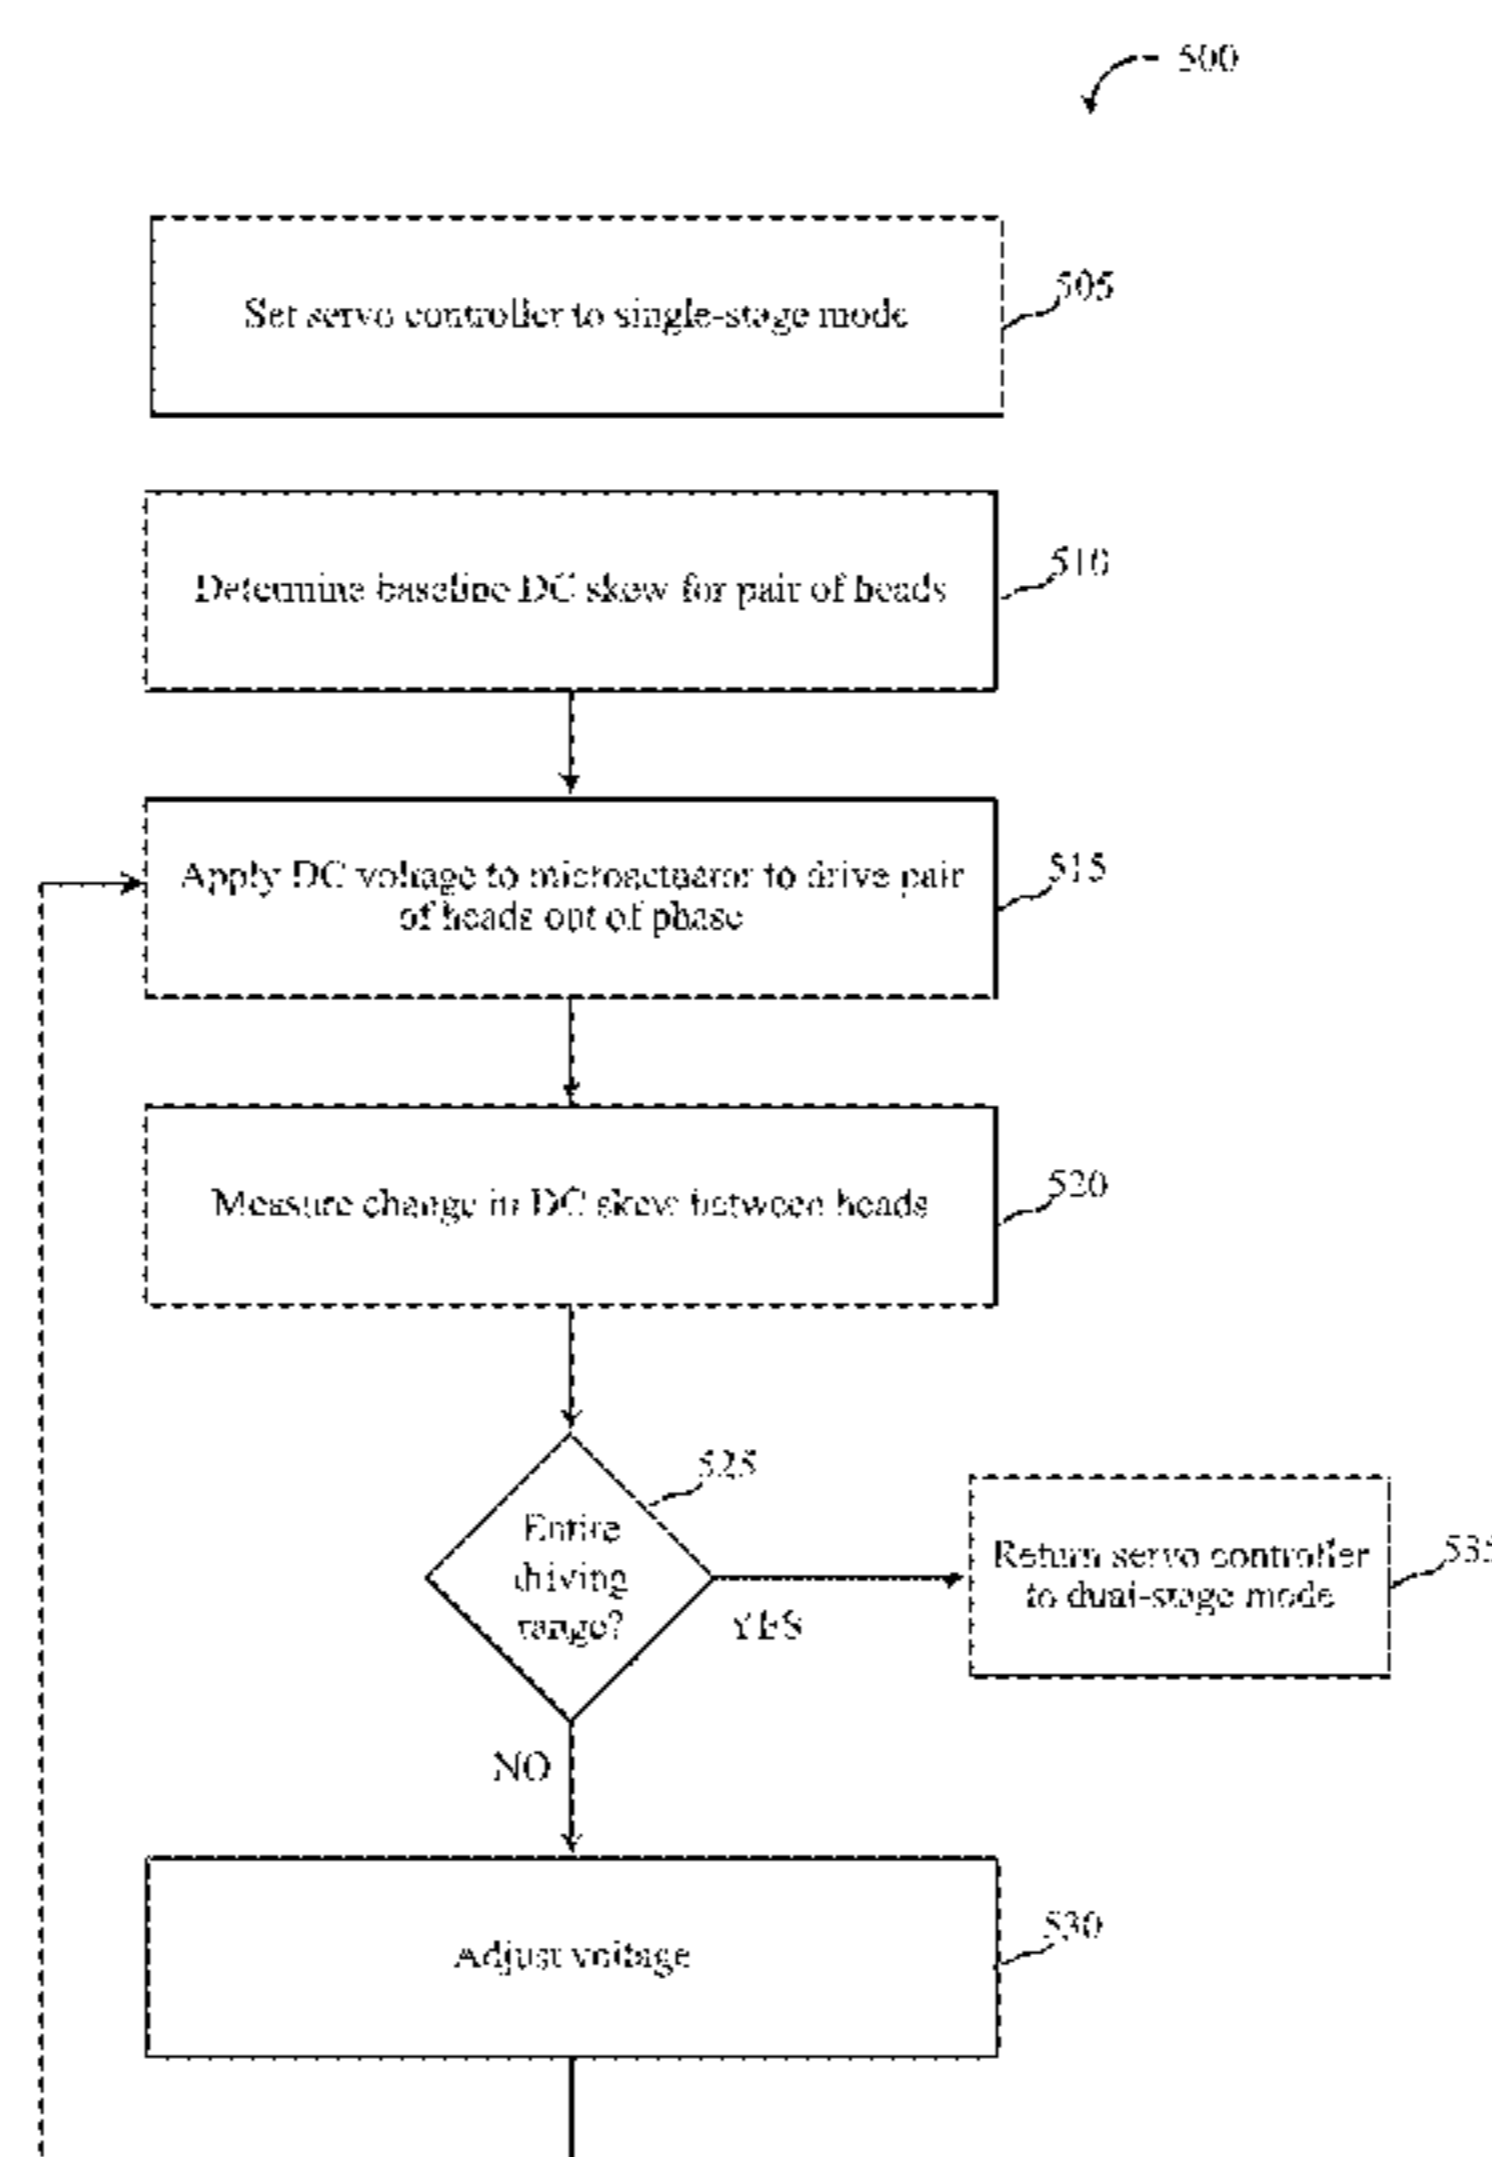 500
Set servo controller to single-stage mode
505
Determine baseline DC skew for pair of heads
510
Apply DC voltage to microactuator to drive pair
of heads out of phase
515
Measure change in DC skew between heads
520
525
Entire
driving
range?
YES
Return servo controller
to dual-stage mode
535
NO
Adjust voltage
530